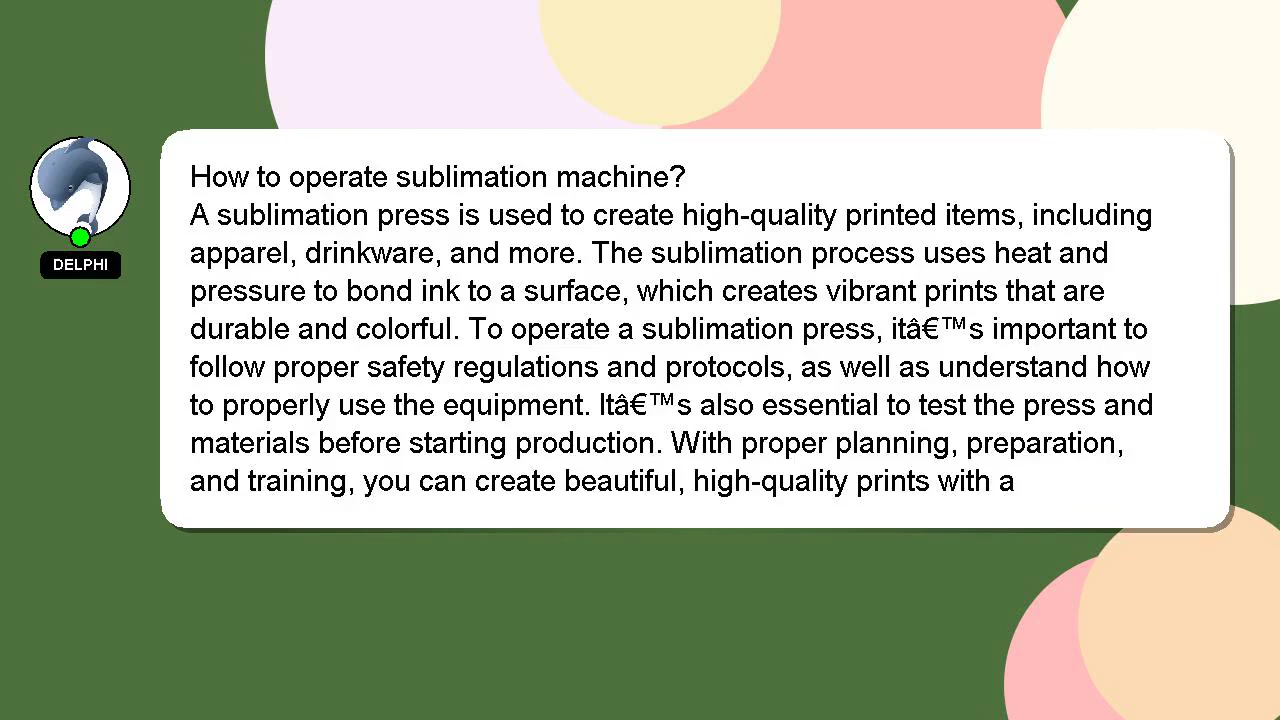 How to operate sublimation machine?
A sublimation press is used to create high-quality printed items, including
apparel, drinkware, and more. The sublimation process uses heat and
pressure to bond ink to a surface, which creates vibrant prints that are
durable and colorful. To operate a sublimation press, itâ€™s important to
follow proper safety regulations and protocols, as well as understand how
to properly use the equipment. Itâ€™s also essential to test the press and
materials before starting production. With proper planning, preparation,
and training, you can create beautiful, high-quality prints with a
DELPHI